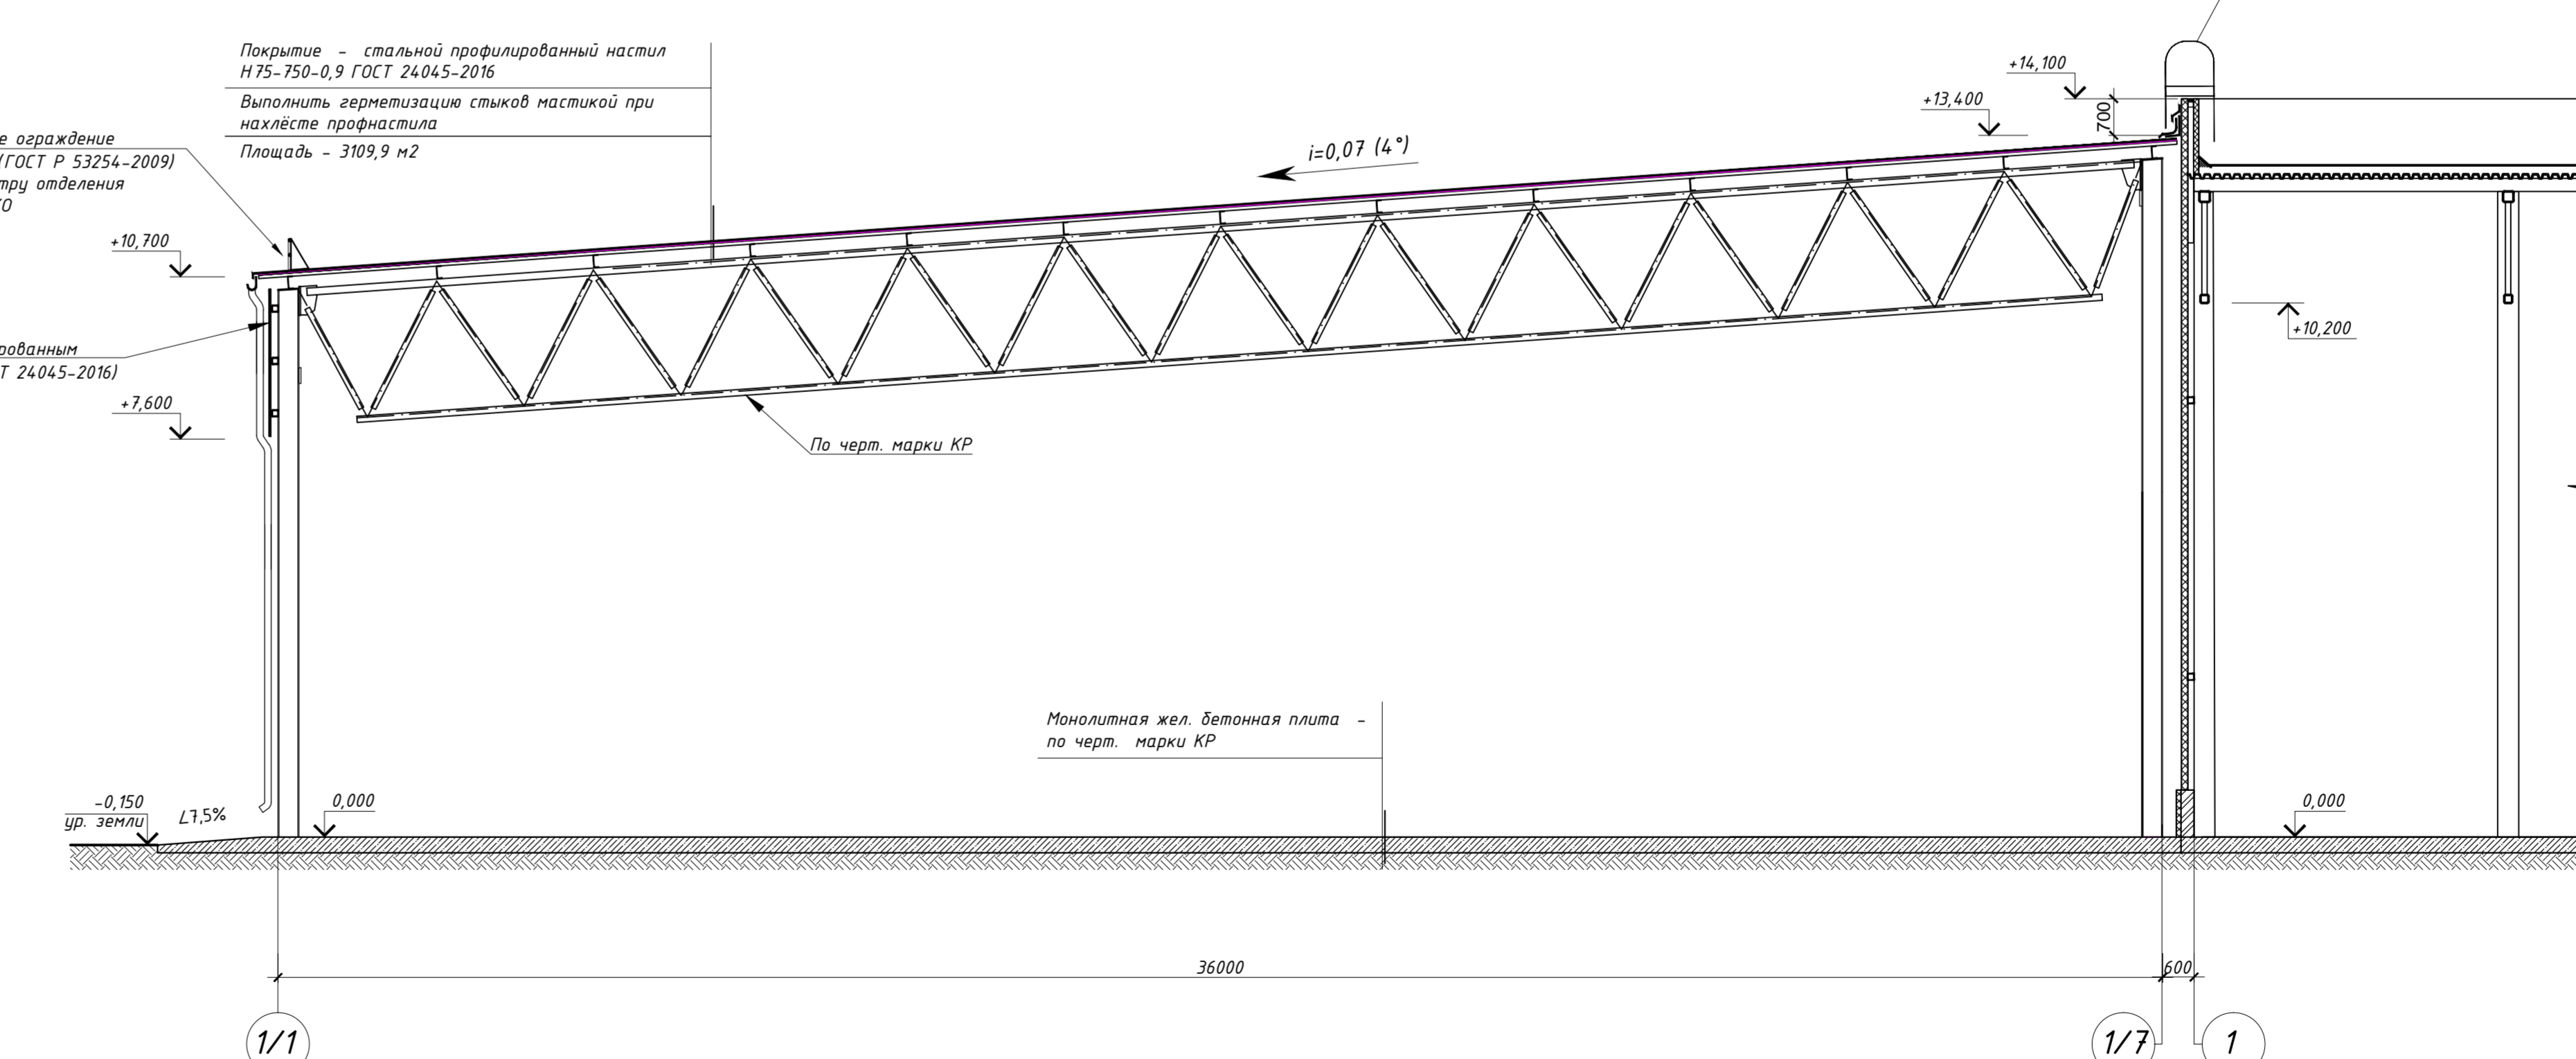 Покрытие - стальной профилированный настил
Н75-750-0,9 ГОСТ 24045-2016
Выполнить герметизацию стыков мастикой при
нахлёсте профнастила
Площадь - 3109,9 м2
е ограждение
(ГОСТ Р 53254-2009)
тру отделения
+10,700
рованным
Т 24045-2016)
+7,600
i=0,07 (4°)
+13,400
+14,100
700
+10,200
По черт. марки КР
Монолитная жел. бетонная плита -
по черт. марки КР
-0,150
ур. земли
∠7,5%
0,000
0,000
36000
600
1/1
1/7
1